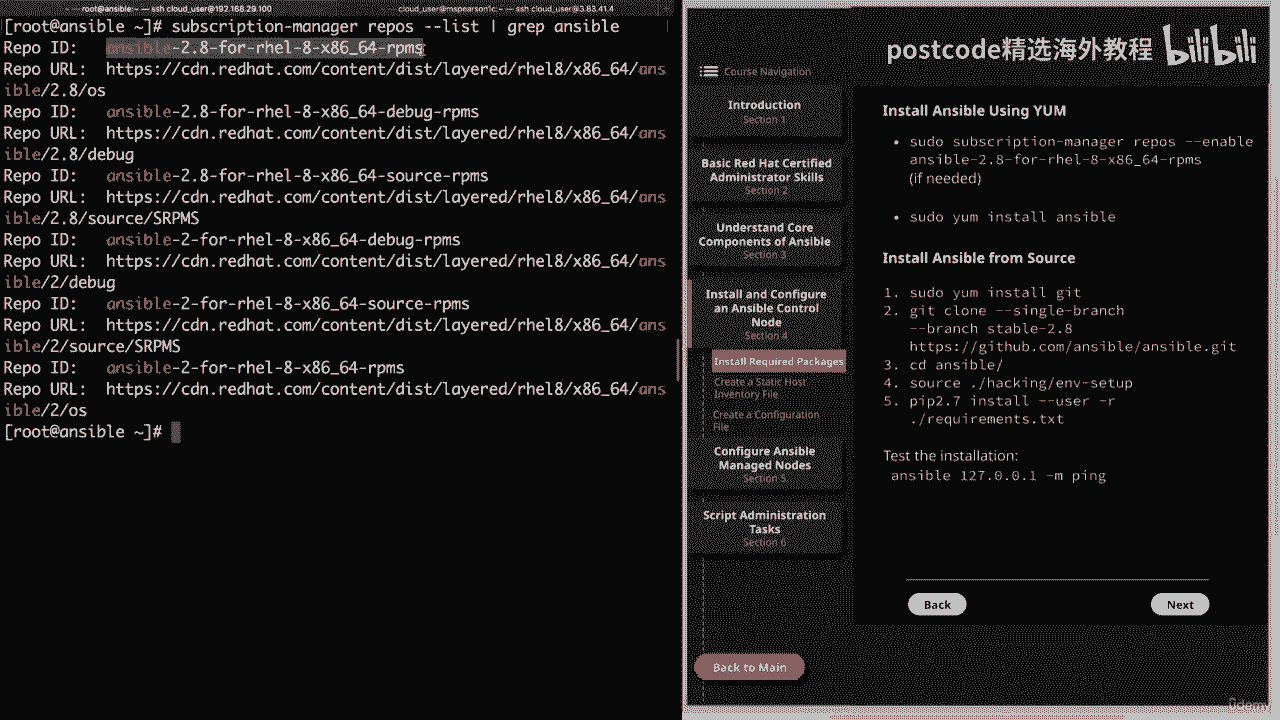 root@ansible:~ — ssh cloud_user@192.168.29.100
cloud_user@mspearson1c:~ — ssh cloud_user@3.83.41.4
[root@ansible ~]# subscription-manager repos --list | grep ansible
Repo ID:   ansible-2.8-for-rhel-8-x86_64-rpms
Repo URL:  https://cdn.redhat.com/content/dist/layered/rhel8/x86_64/ans
ible/2.8/os
Repo ID:   ansible-2.8-for-rhel-8-x86_64-debug-rpms
Repo URL:  https://cdn.redhat.com/content/dist/layered/rhel8/x86_64/ans
ible/2.8/debug
Repo ID:   ansible-2.8-for-rhel-8-x86_64-source-rpms
Repo URL:  https://cdn.redhat.com/content/dist/layered/rhel8/x86_64/ans
ible/2.8/source/SRPMS
Repo ID:   ansible-2-for-rhel-8-x86_64-debug-rpms
Repo URL:  https://cdn.redhat.com/content/dist/layered/rhel8/x86_64/ans
ible/2/debug
Repo ID:   ansible-2-for-rhel-8-x86_64-source-rpms
Repo URL:  https://cdn.redhat.com/content/dist/layered/rhel8/x86_64/ans
ible/2/source/SRPMS
Repo ID:   ansible-2-for-rhel-8-x86_64-rpms
Repo URL:  https://cdn.redhat.com/content/dist/layered/rhel8/x86_64/ans
ible/2/os
[root@ansible ~]#
postcode精选海外教程 bilibili
Course Navigation
Introduction
Section 1
Basic Red Hat Certified
Administrator Skills
Section 2
Understand Core
Components of Ansible
Section 3
Install and Configure
an Ansible Control
Node
Section 4
Install Required Packages
Create a Static Host
Inventory File
Create a Configuration
File
Configure Ansible
Managed Nodes
Section 5
Script Administration
Tasks
Section 6
Back to Main
Install Ansible Using YUM
• sudo subscription-manager repos --enable
ansible-2.8-for-rhel-8-x86_64-rpms
(if needed)
• sudo yum install ansible
Install Ansible from Source
1. sudo yum install git
2. git clone --single-branch
--branch stable-2.8
https://github.com/ansible/ansible.git
3. cd ansible/
4. source ./hacking/env-setup
5. pip2.7 install --user -r
./requirements.txt
Test the installation:
ansible 127.0.0.1 -m ping
Back
Next
ûdemy